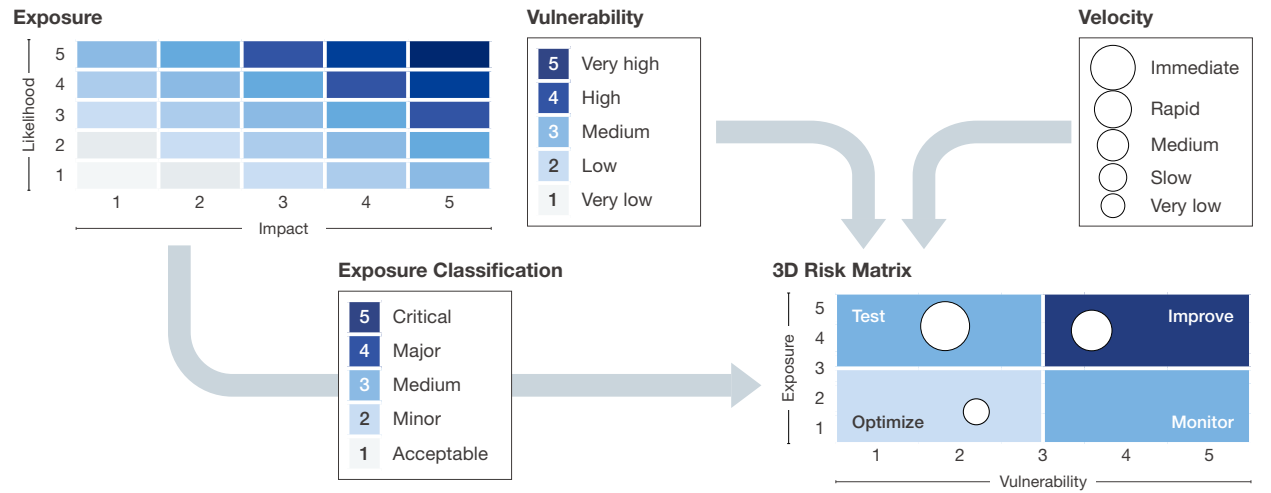 Exposure
Likelihood
5
4
3
2
1
1 2 3 4 5
Impact
Vulnerability
5 Very high
4 High
3 Medium
2 Low
1 Very low
Velocity
Immediate
Rapid
Medium
Slow
Very low
Exposure Classification
5 Critical
4 Major
3 Medium
2 Minor
1 Acceptable
3D Risk Matrix
Exposure
5
4
3
2
1
Test
Improve
Optimize
Monitor
1 2 3 4 5
Vulnerability